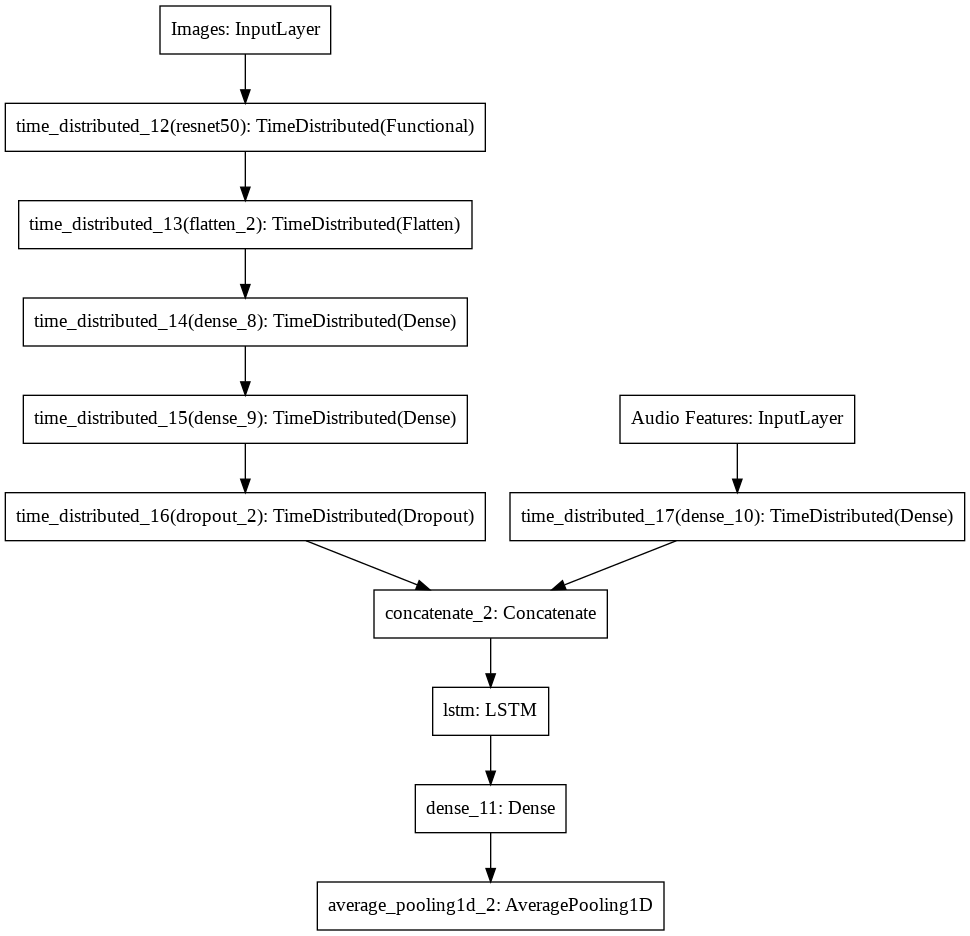 Images: InputLayer
time_distributed_12(resnet50): TimeDistributed(Functional)
time_distributed_13(flatten_2): TimeDistributed(Flatten)
time_distributed_14(dense_8): TimeDistributed(Dense)
time_distributed_15(dense_9): TimeDistributed(Dense)
Audio Features: InputLayer
time_distributed_16(dropout_2): TimeDistributed(Dropout)
time_distributed_17(dense_10): TimeDistributed(Dense)
concatenate_2: Concatenate
lstm: LSTM
dense_11: Dense
average_pooling1d_2: AveragePooling1D